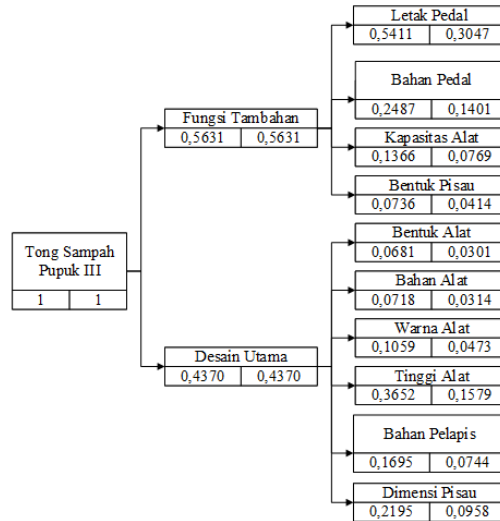 Letak Pedal
0,5411 0,3047
Bahan Pedal
0,2487 0,1401
Fungsi Tambahan
0,5631 0,5631
Kapasitas Alat
0,1366 0,0769
Bentuk Pisau
0,0736 0,0414
Tong Sampah
Pupuk III
1 1
Bentuk Alat
0,0681 0,0301
Bahan Alat
0,0718 0,0314
Warna Alat
0,1059 0,0473
Desain Utama
0,4370 0,4370
Tinggi Alat
0,3652 0,1579
Bahan Pelapis
0,1695 0,0744
Dimensi Pisau
0,2195 0,0958